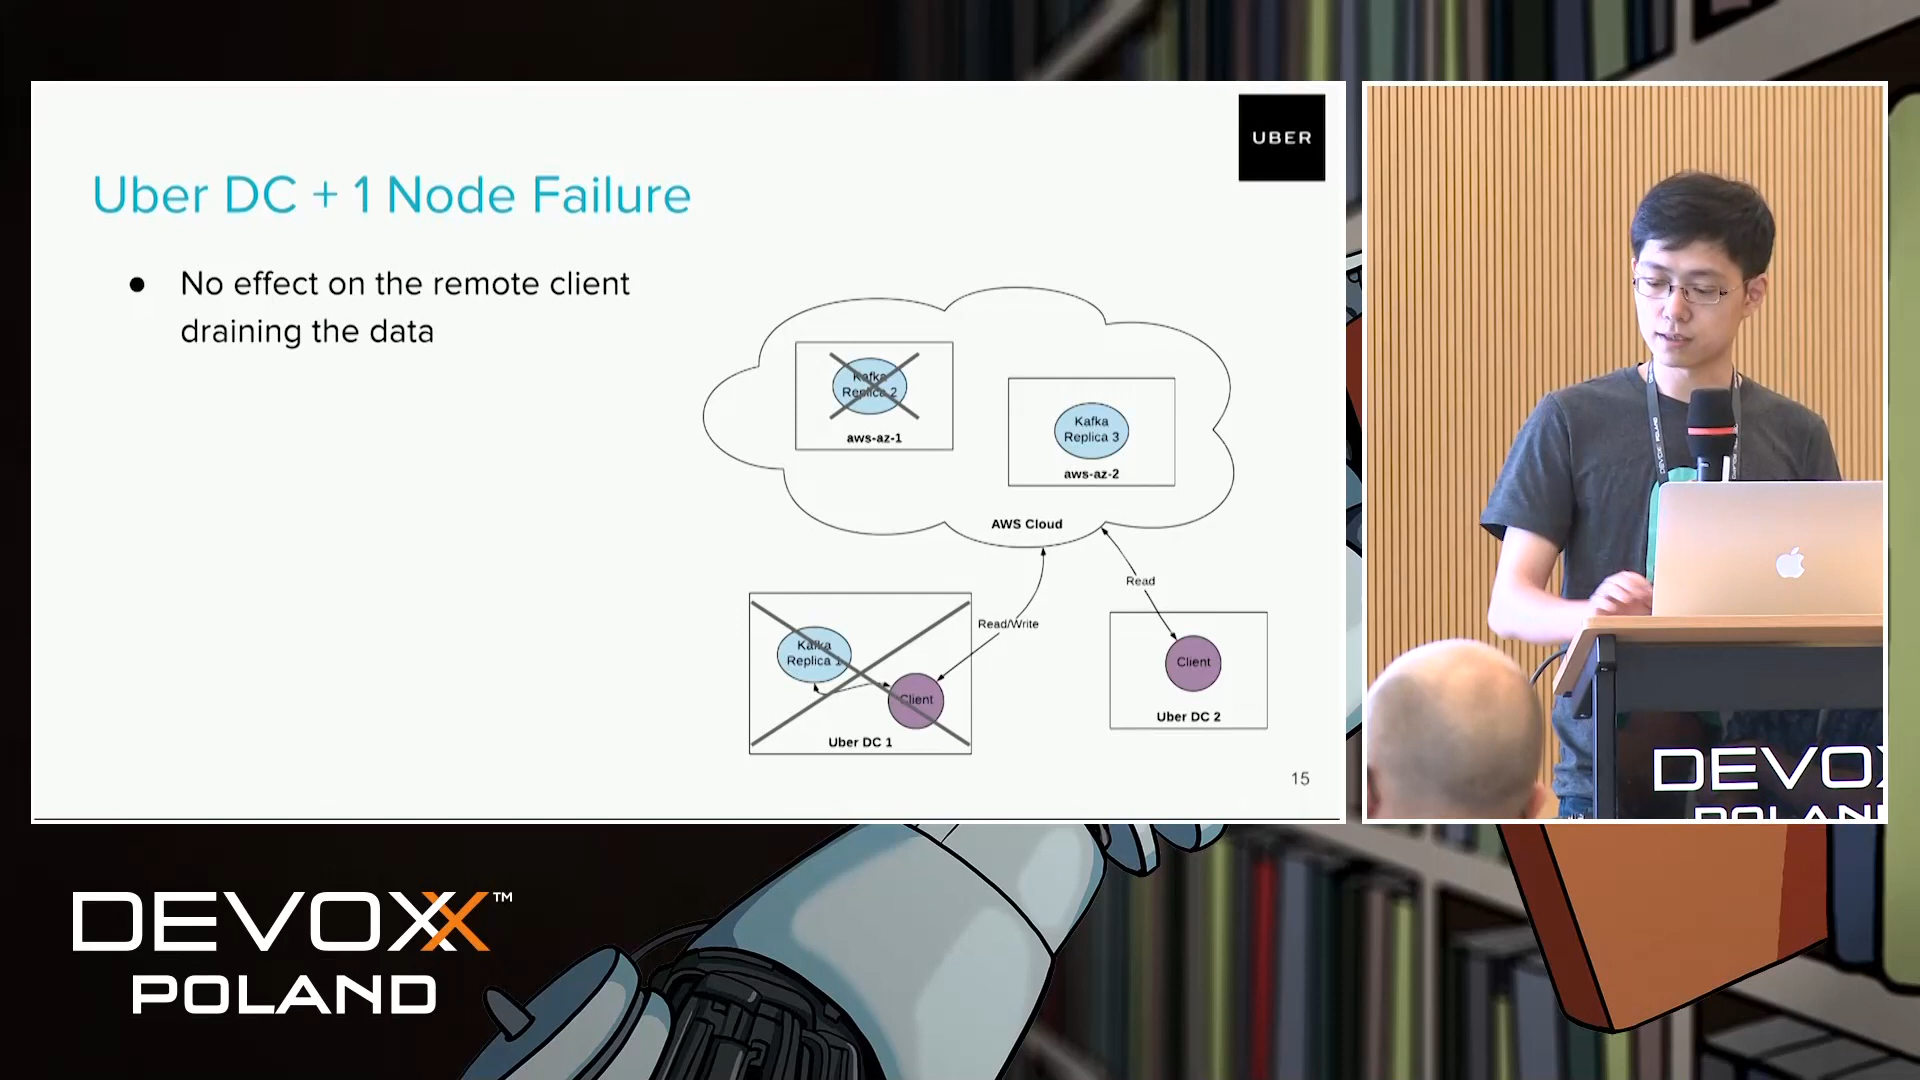 UBER
Uber DC + 1 Node Failure
● No effect on the remote client
draining the data
Kafka
Replica 2
aws-az-1
Kafka
Replica 3
aws-az-2
AWS Cloud
Read
Read/Write
Kafka
Replica 1
Client
Uber DC 1
Client
Uber DC 2
15
DEVOX
POLAN
DEVOXX™
POLAND